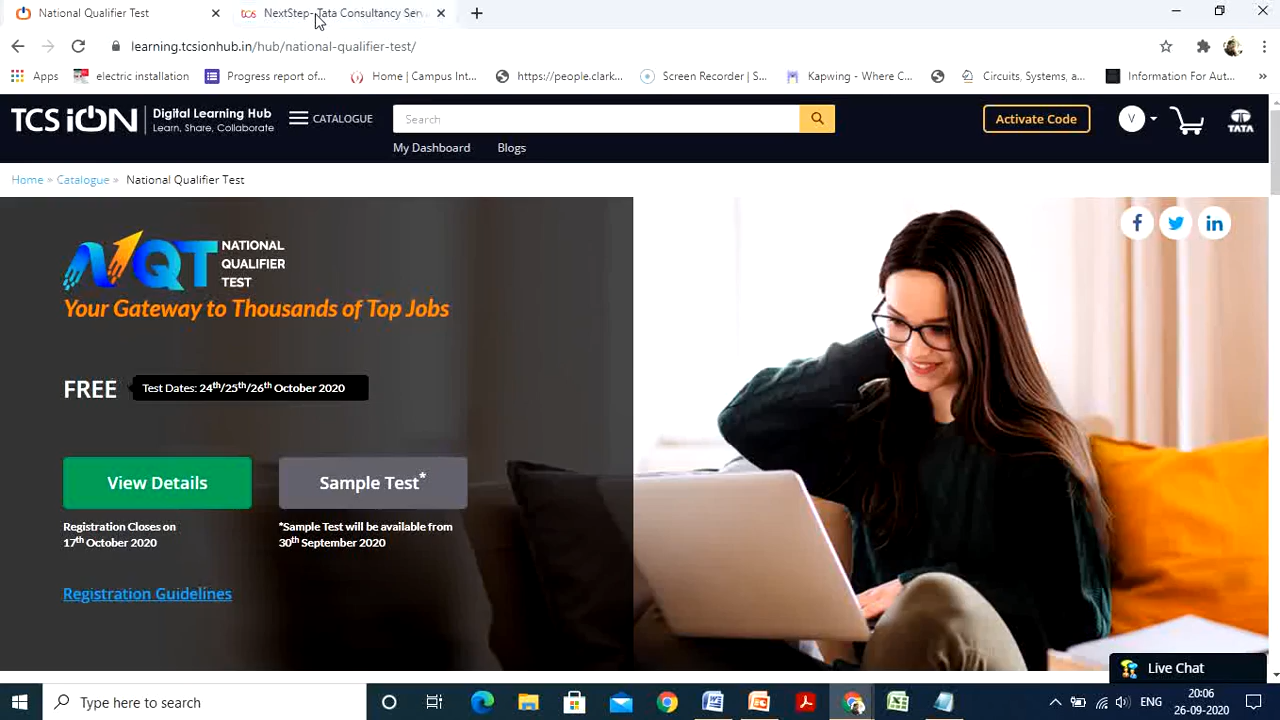 National Qualifier Test
tcs NextStep- Tata Consultancy Serv
learning.tcsionhub.in/hub/national-qualifier-test/
Apps electric installation Progress report of... Home | Campus Int... https://people.clark... Screen Recorder | S... Kapwing - Where C... Circuits, Systems, a... Information For Aut... »
TCS iON Digital Learning Hub
Learn, Share, Collaborate
CATALOGUE
Search
Activate Code
V
TATA
My Dashboard Blogs
Home » Catalogue » National Qualifier Test
NQT NATIONAL
QUALIFIER
TEST
Your Gateway to Thousands of Top Jobs
FREE Test Dates: 24th/25th/26th October 2020
View Details Sample Test*
Registration Closes on
17th October 2020
*Sample Test will be available from
30th September 2020
Registration Guidelines
Live Chat
Type here to search
ENG
20:06
26-09-2020